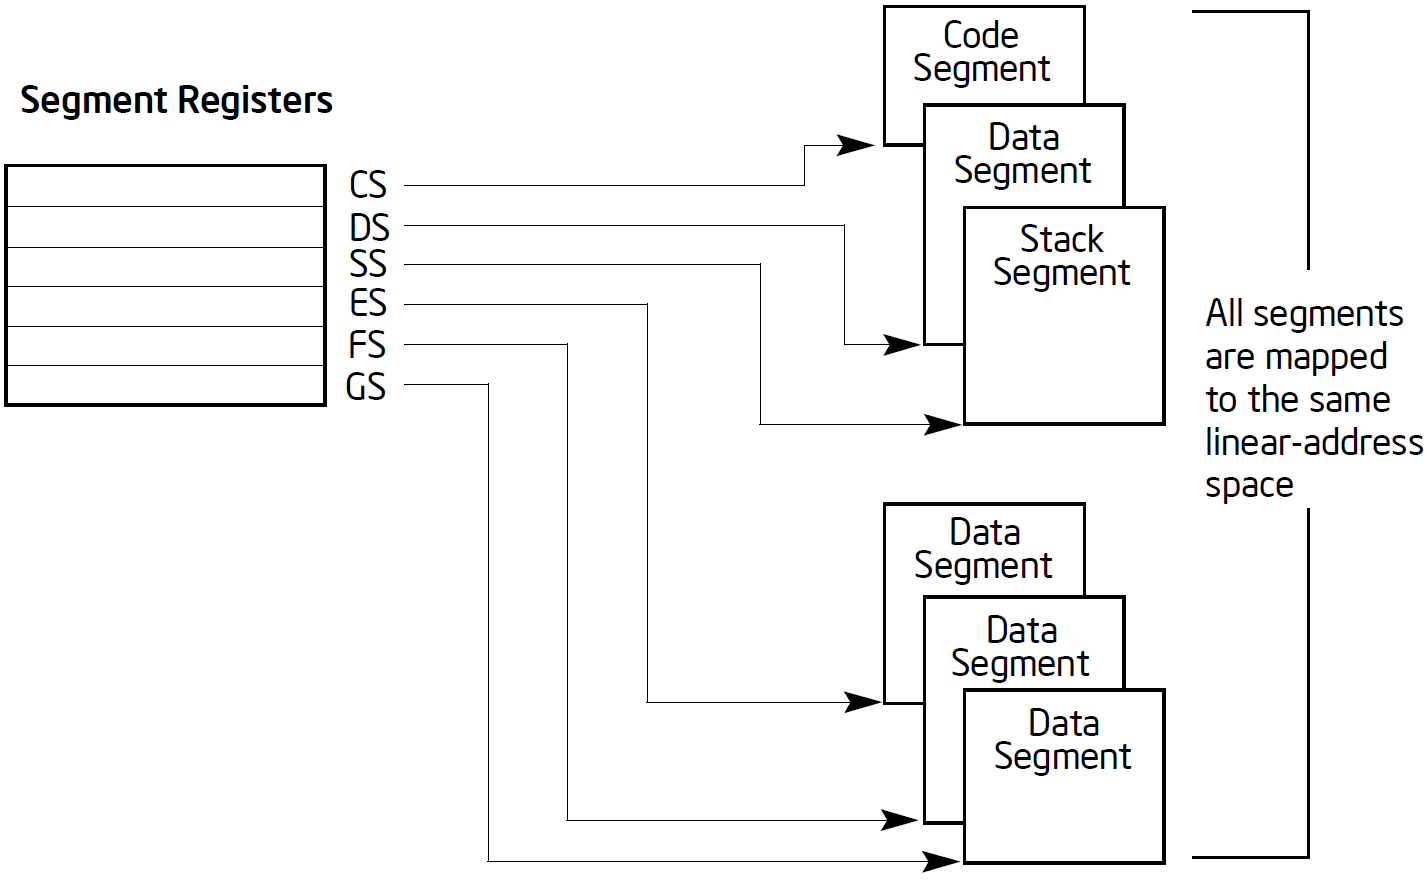 Segment Registers
CS
DS
SS
ES
FS
GS
Code
Segment
Data
Segment
Stack
Segment
Data
Segment
Data
Segment
Data
Segment
All segments
are mapped
to the same
linear-address
space